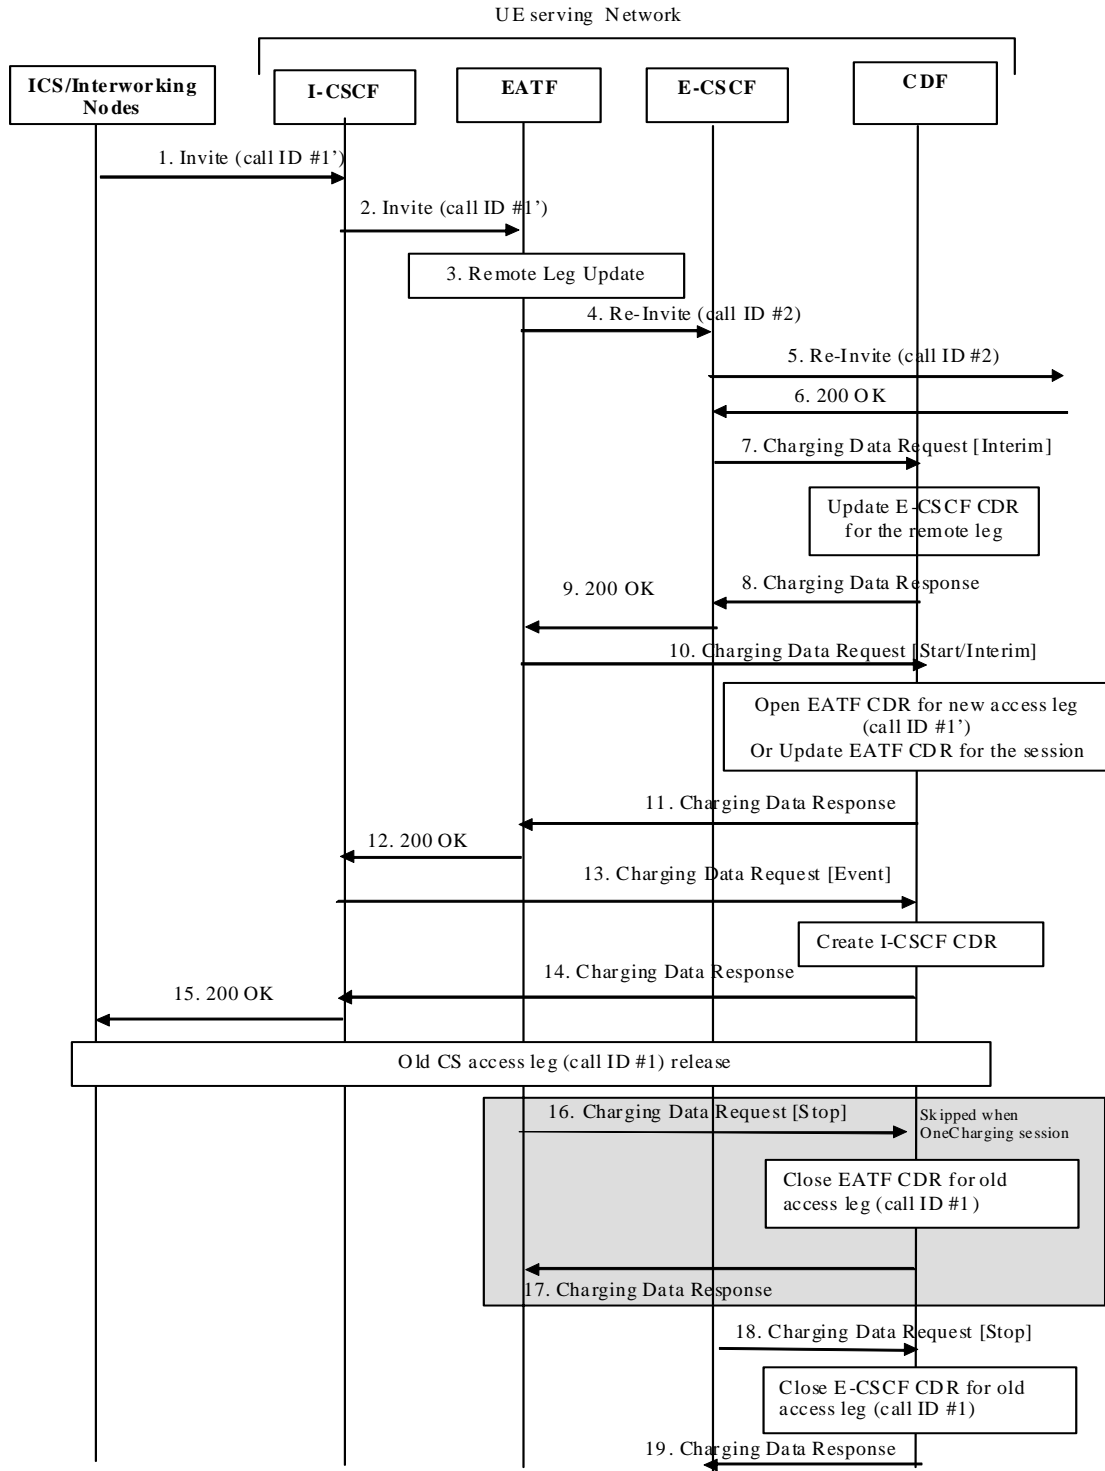 UE serving Network
ICS/Interworking
Nodes
I-CSCF
EATF
E-CSCF
CDF
1. Invite (call ID #1’)
2. Invite (call ID #1’)
3. Remote Leg Update
4. Re-Invite (call ID #2)
5. Re-Invite (call ID #2)
6. 200 OK
7. Charging Data Request [Interim]
Update E-CSCF CDR
for the remote leg
8. Charging Data Response
9. 200 OK
10. Charging Data Request [Start/Interim]
Open EATF CDR for new access leg
(call ID #1’)
Or Update EATF CDR for the session
11. Charging Data Response
12. 200 OK
13. Charging Data Request [Event]
Create I-CSCF CDR
14. Charging Data Response
15. 200 OK
Old CS access leg (call ID #1) release
16. Charging Data Request [Stop]
Skipped when
OneCharging session
Close EATF CDR for old
access leg (call ID #1)
17. Charging Data Response
18. Charging Data Request [Stop]
Close E-CSCF CDR for old
access leg (call ID #1)
19. Charging Data Response